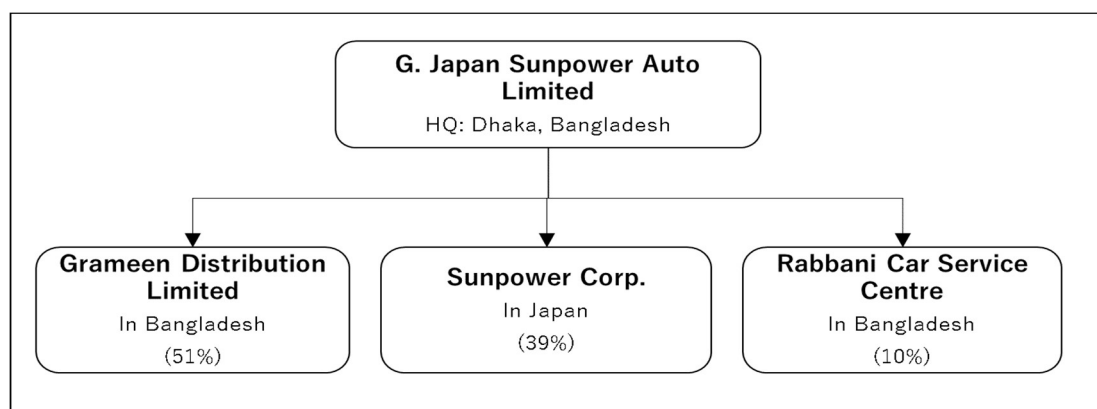 G. Japan Sunpower Auto
Limited
HQ: Dhaka, Bangladesh
Grameen Distribution
Limited
In Bangladesh
(51%)
Sunpower Corp.
In Japan
(39%)
Rabbani Car Service
Centre
In Bangladesh
(10%)